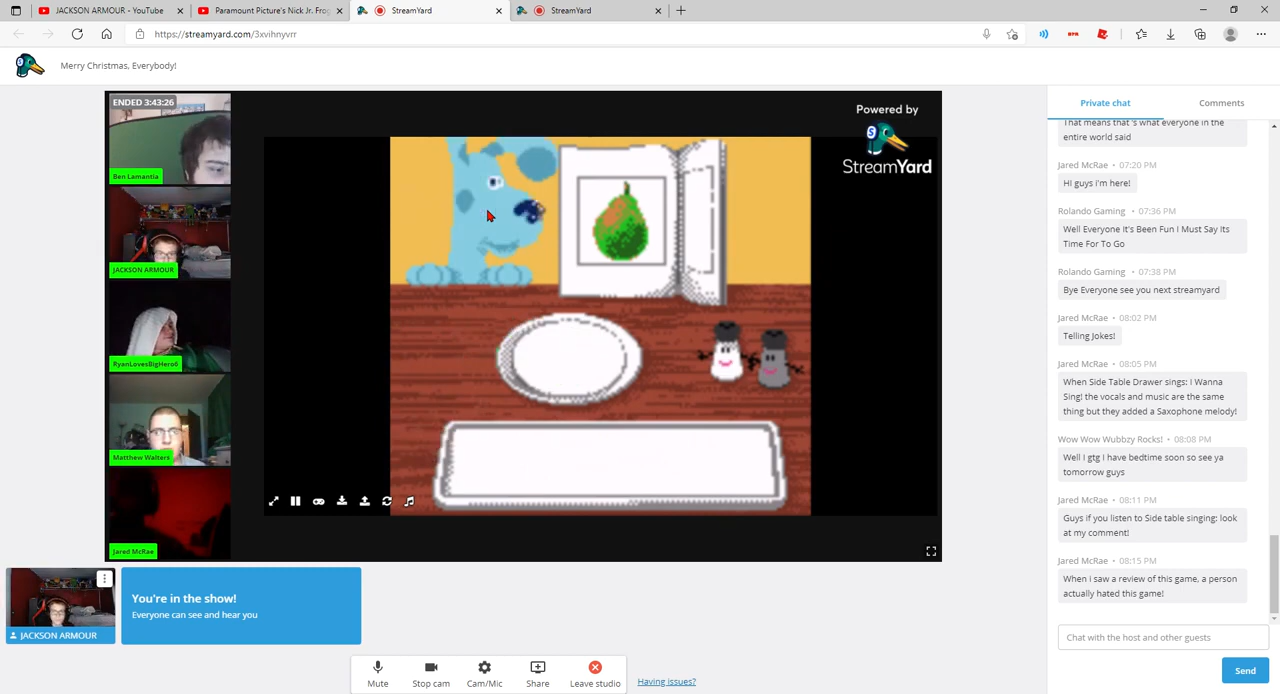 JACKSON ARMOUR - YouTube
Paramount Picture's Nick Jr. Frog
StreamYard
StreamYard
https://streamyard.com/3xvihnyvrr
Merry Christmas, Everybody!
ENDED 3:43:26
Ben Lamantia
JACKSON ARMOUR
RyanLovesBigHero6
Matthew Walters
Jared McRae
Powered by
StreamYard
You're in the show!
Everyone can see and hear you
JACKSON ARMOUR
Mute
Stop cam
Cam/Mic
Share
Leave studio
Having issues?
Private chat
Comments
That means that 's what everyone in the
entire world said
Jared McRae • 07:20 PM
HI guys i'm here!
Rolando Gaming • 07:36 PM
Well Everyone It's Been Fun I Must Say Its
Time For To Go
Rolando Gaming • 07:38 PM
Bye Everyone see you next streamyard
Jared McRae • 08:02 PM
Telling Jokes!
Jared McRae • 08:05 PM
When Side Table Drawer sings: I Wanna
Sing! the vocals and music are the same
thing but they added a Saxophone melody!
Wow Wow Wubbzy Rocks! • 08:08 PM
Well I gtg I have bedtime soon so see ya
tomorrow guys
Jared McRae • 08:11 PM
Guys if you listen to Side table singing: look
at my comment!
Jared McRae • 08:15 PM
When i saw a review of this game, a person
actually hated this game!
Chat with the host and other guests
Send